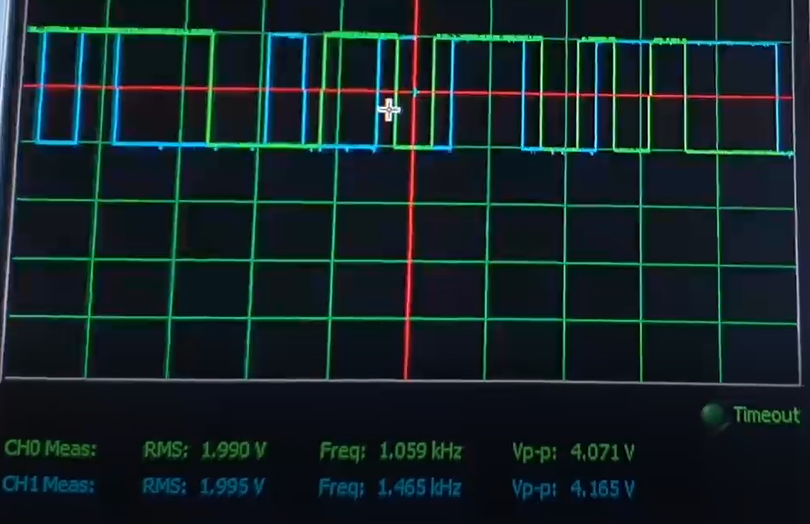 Timeout
CH0 Meas: RMS: 1.990 V Freq: 1.059 kHz Vp-p: 4.071 V
CH1 Meas: RMS: 1.995 V Freq: 1.465 kHz Vp-p: 4.165 V